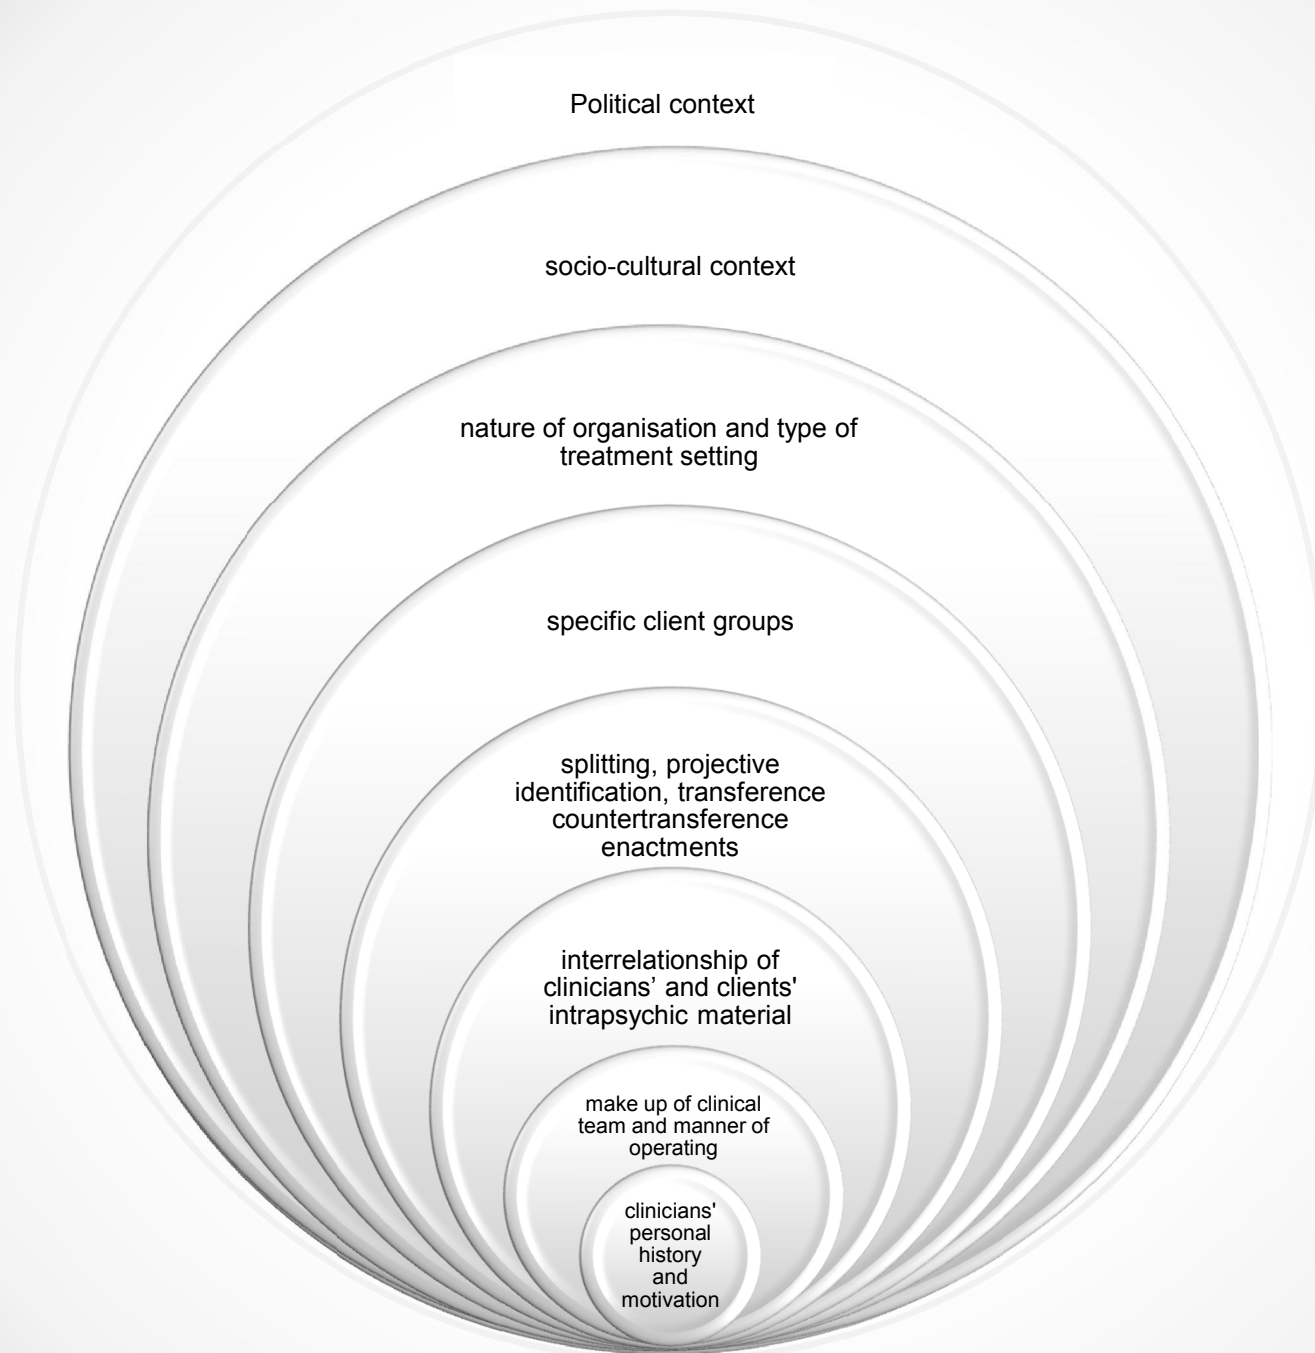 Political context
socio-cultural context
nature of organisation and type of
treatment setting
specific client groups
splitting, projective
identification, transference
countertransference
enactments
interrelationship of
clinicians’ and clients'
intrapsychic material
make up of clinical
team and manner of
operating
clinicians'
personal
history
and
motivation